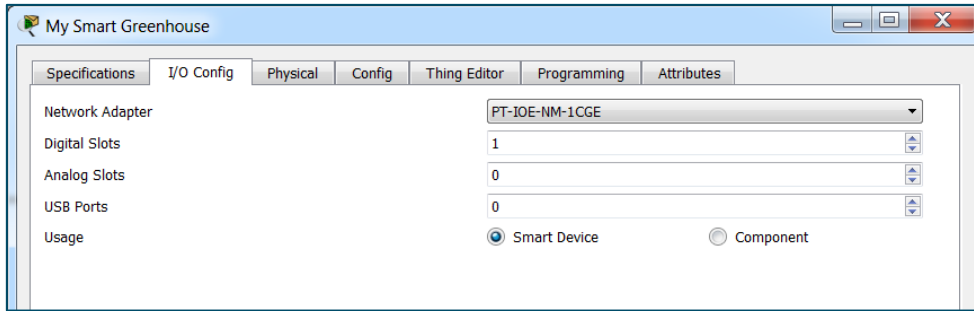 My Smart Greenhouse
Specifications I/O Config Physical Config Thing Editor Programming Attributes
Network Adapter PT-IOE-NM-1CGE
Digital Slots 1
Analog Slots 0
USB Ports 0
Usage Smart Device Component